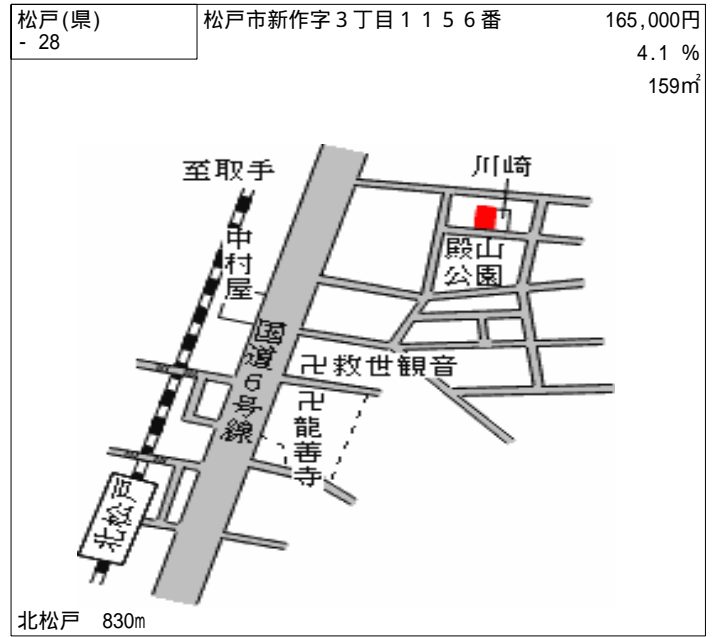 松戸(県)
- 28
松戸市新作字３丁目１１５６番
165,000円
4.1 %
159㎡
至取手
川崎
中村屋
殿山
公園
国道6号線
卍救世観音
卍龍善寺
北松戸
北松戸 830m